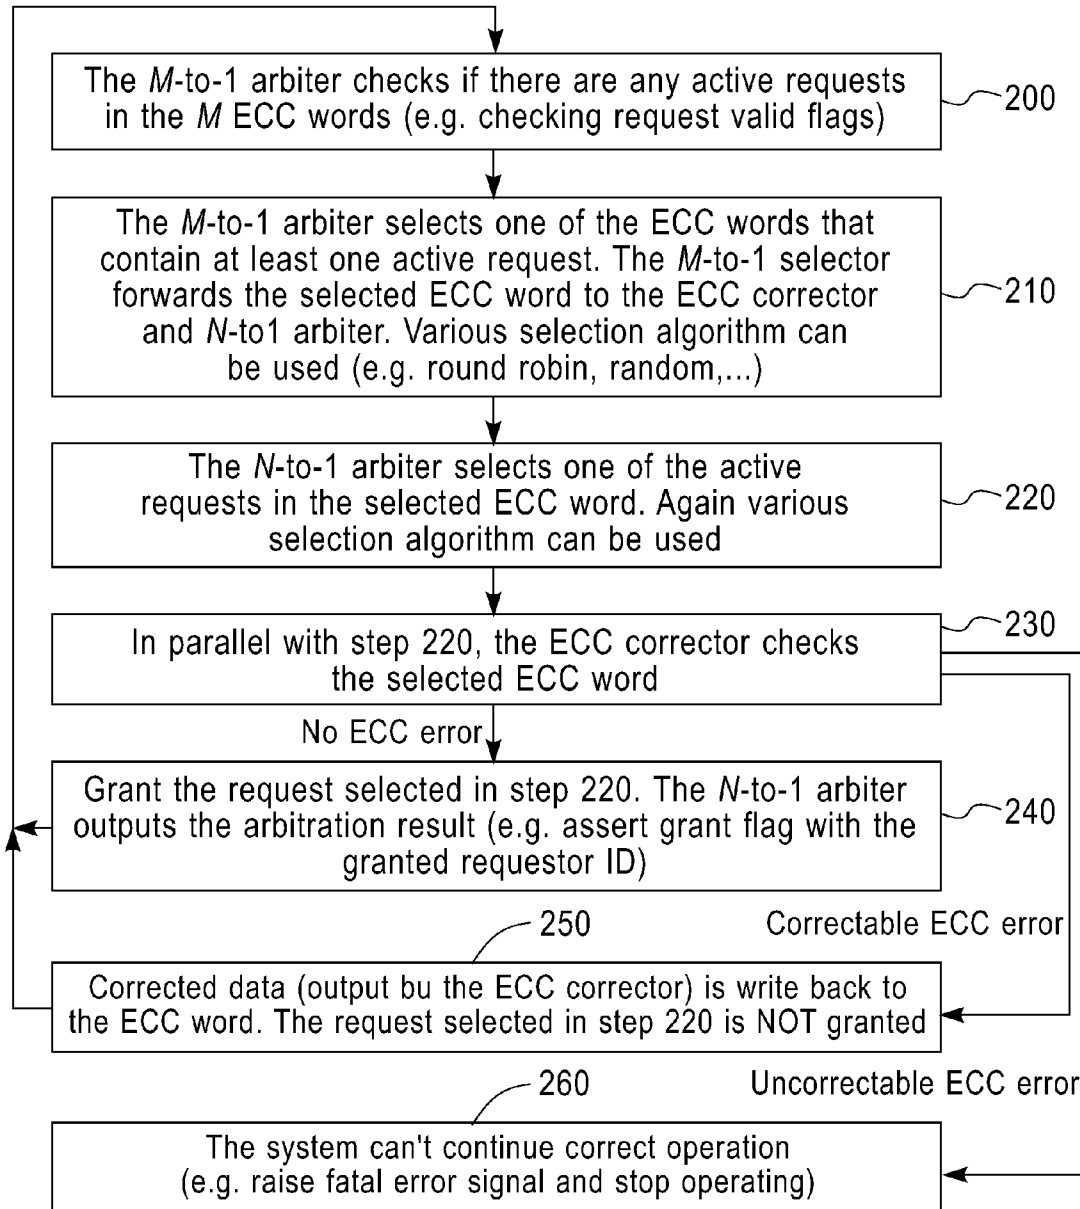 The M-to-1 arbiter checks if there are any active requests
in the M ECC words (e.g. checking request valid flags)
200
The M-to-1 arbiter selects one of the ECC words that
contain at least one active request. The M-to-1 selector
forwards the selected ECC word to the ECC corrector
and N-to1 arbiter. Various selection algorithm can
be used (e.g. round robin, random,...)
210
The N-to-1 arbiter selects one of the active
requests in the selected ECC word. Again various
selection algorithm can be used
220
In parallel with step 220, the ECC corrector checks
the selected ECC word
230
No ECC error
Grant the request selected in step 220. The N-to-1 arbiter
outputs the arbitration result (e.g. assert grant flag with the
granted requestor ID)
240
250
Correctable ECC error
Corrected data (output bu the ECC corrector) is write back to
the ECC word. The request selected in step 220 is NOT granted
260
Uncorrectable ECC error
The system can't continue correct operation
(e.g. raise fatal error signal and stop operating)